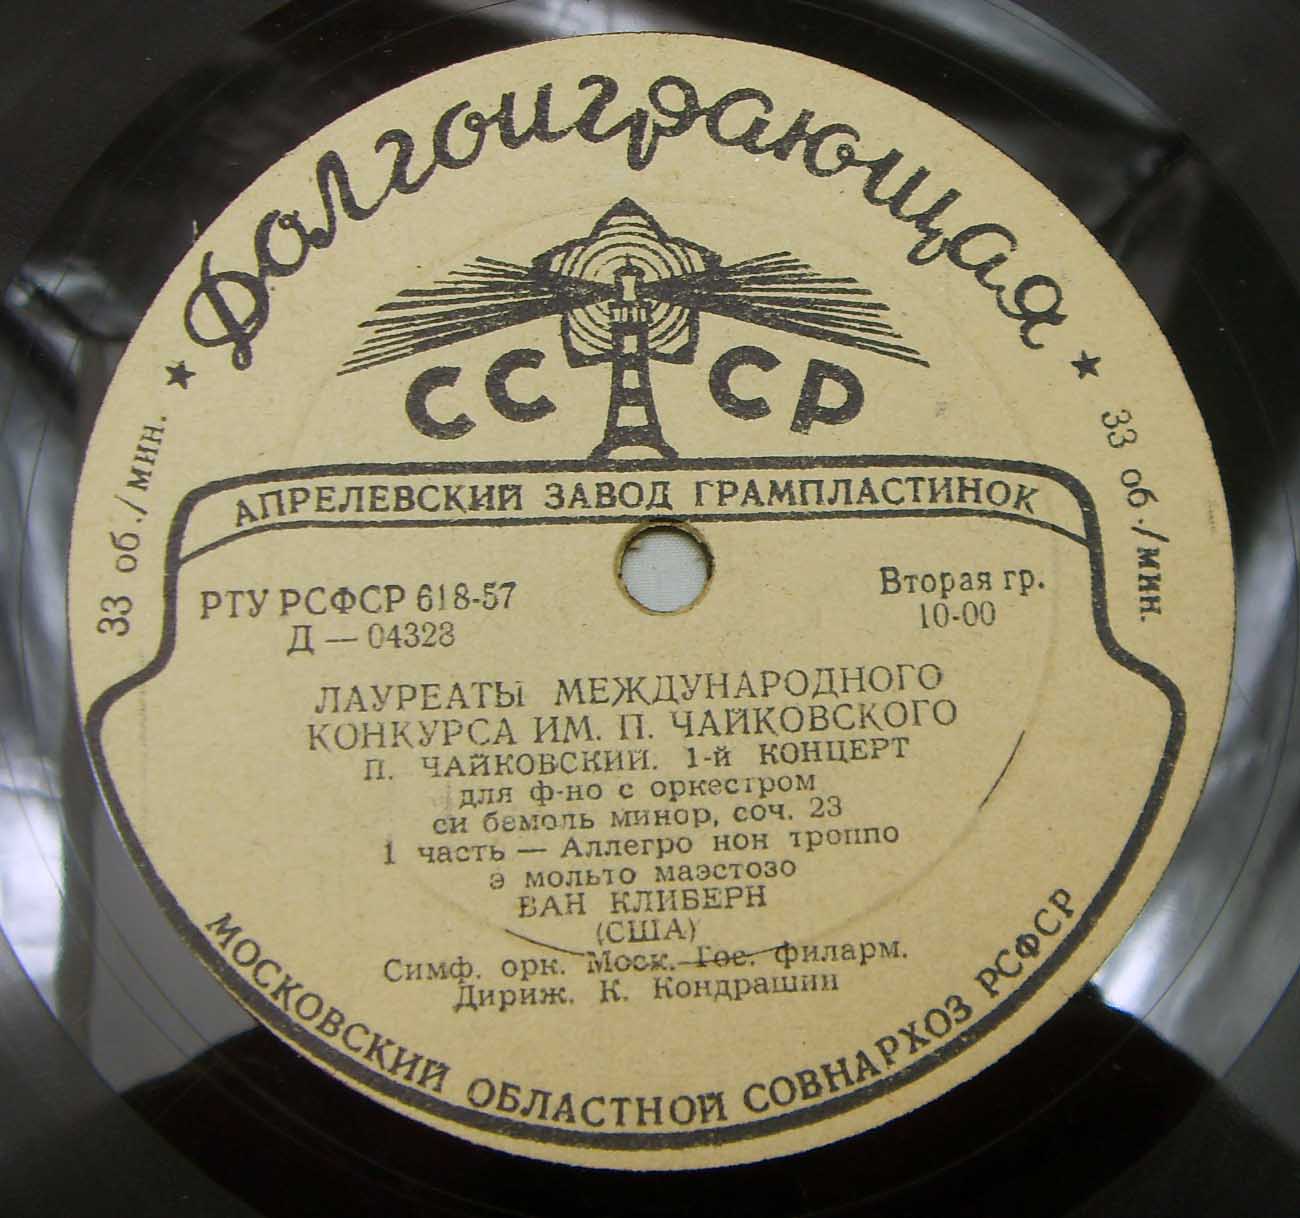 Долгоиграющая
СССР
33 об./мин.
33 об./мин.
АПРЕЛЕВСКИЙ ЗАВОД ГРАМПЛАСТИНОК
РТУ РСФСР 618-57
Д — 04323
Вторая гр.
10-00
ЛАУРЕАТЫ МЕЖДУНАРОДНОГО
КОНКУРСА ИМ. П. ЧАЙКОВСКОГО
П. ЧАЙКОВСКИЙ. 1-й КОНЦЕРТ
для ф-но с оркестром
си бемоль минор, соч. 23
1 часть — Аллегро нон троппо
э мольто маэстозо
ВАН КЛИБЕРН
(США)
Симф. орк. Моск. Гос. филарм.
Дириж. К. Кондрашин
МОСКОВСКИЙ ОБЛАСТНОЙ СОВНАРХОЗ РСФСР